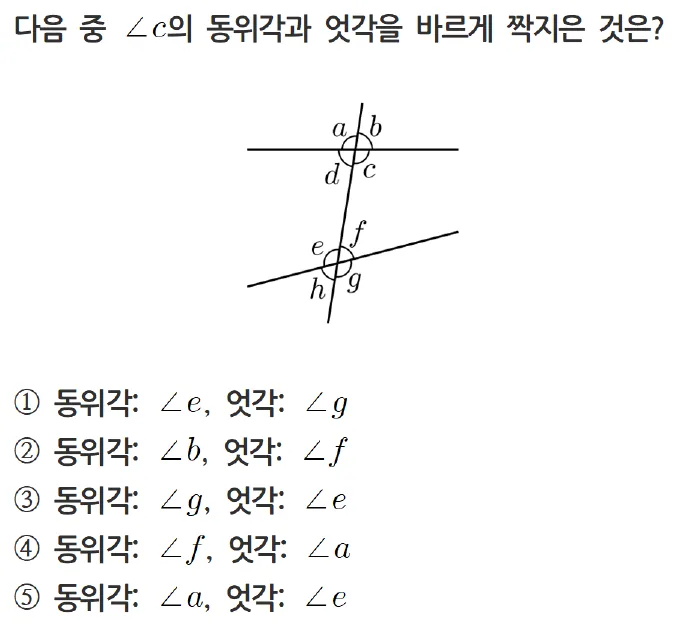 다음 중 ∠c의 동위각과 엇각을 바르게 짝지은 것은?
a b
d c
e f
h g
① 동위각: ∠e, 엇각: ∠g
② 동위각: ∠b, 엇각: ∠f
③ 동위각: ∠g, 엇각: ∠e
④ 동위각: ∠f, 엇각: ∠a
⑤ 동위각: ∠a, 엇각: ∠e